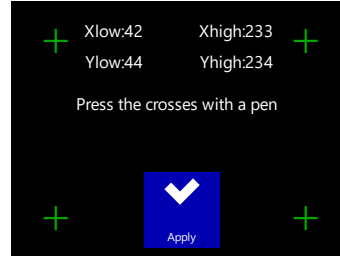 Xlow:42 Xhigh:233
Ylow:44 Yhigh:234
Press the crosses with a pen
Apply